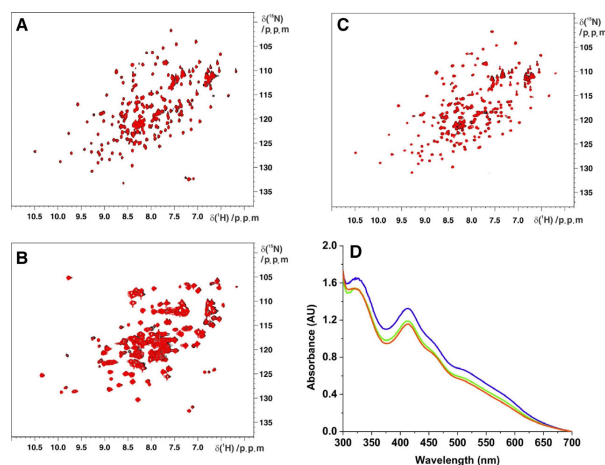 A
δ(¹⁵N)
/p.p.m
105
110
115
120
125
130
135
10.5 10.0 9.5 9.0 8.5 8.0 7.5 7.0
δ(¹H) /p.p.m
C
δ(¹⁵N)
/p.p.m
105
110
115
120
125
130
135
10.5 10.0 9.5 9.0 8.5 8.0 7.5 7.0
δ(¹H) /p.p.m
B
δ(¹⁵N)
/p.p.m
105
110
115
120
125
130
135
10.5 10.0 9.5 9.0 8.5 8.0 7.5 7.0
δ(¹H) /p.p.m
D
Absorbance (AU)
2.0
1.6
1.2
0.8
0.4
0.0
300 350 400 450 500 550 600 650 700
Wavelength (nm)